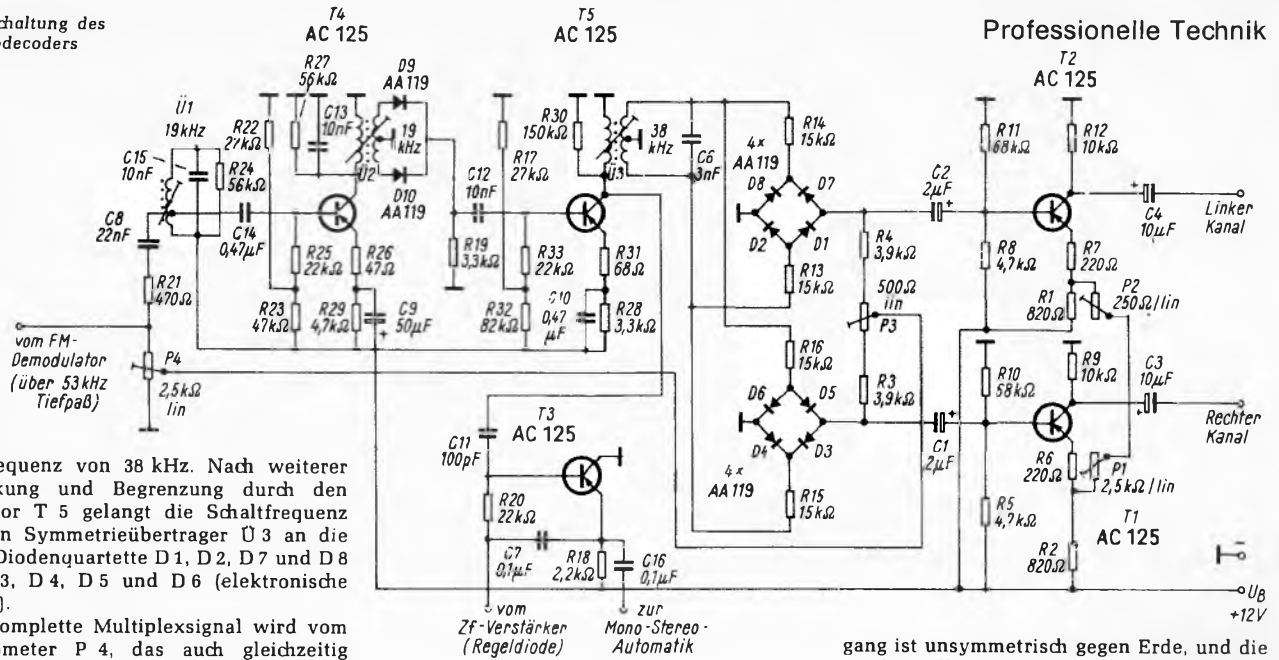 chaltung des
decoders
Professionelle Technik
T4
AC 125
T5
AC 125
T2
AC 125
R27
56kΩ
D9
AA119
Ü1
19kHz
C15
10nF
R22
27kΩ
C13
10nF
R24
56kΩ
Ü2
19
kHz
D10
AA119
C12
10nF
R30
150kΩ
R17
27kΩ
Ü3
38
kHz
C6
3nF
R14
15kΩ
4×
AA119
D8
D7
D2
D1
R13
15kΩ
C2
2µF
+
R11
68kΩ
R12
10kΩ
+
C4
10µF
Linker
Kanal
C8
22nF
C14
0,47µF
R25
22kΩ
R26
47Ω
R19
3,3kΩ
R33
22kΩ
R31
68Ω
R4
3,9kΩ
R8
4,7kΩ
R7
220Ω
R21
470Ω
R23
47kΩ
R29
4,7kΩ
C9
50µF
+
R32
82kΩ
C10
0,47
µF
R28
3,3kΩ
500Ω
lin
P3
R1
820Ω
P2
250Ω/lin
vom FM-
Demodulator
(über 53kHz
Tiefpaß)
P4
2,5kΩ
lin
R16
15kΩ
D6
D5
D4
D3
4×
AA119
R15
15kΩ
R3
3,9kΩ
C1
2µF
+
R10
58kΩ
R9
10kΩ
C3
10µF
+
Rechter
Kanal
R6
220Ω
P1
2,5kΩ/lin
R5
4,7kΩ
T1
AC 125
R2
820Ω
−
UB
+12V
C11
100pF
T3
AC 125
R20
22kΩ
C7
0,1µF
R18
2,2kΩ
C16
0,1µF
vom
Zf-Verstärker
(Regeldiode)
zur
Mono-Stereo-
Automatik
equenz von 38 kHz. Nach weiterer
kung und Begrenzung durch den
or T 5 gelangt die Schaltfrequenz
n Symmetrieübertrager Ü 3 an die
Diodenquartette D 1, D 2, D 7 und D 8
3, D 4, D 5 und D 6 (elektronische
).
omplette Multiplexsignal wird vom
ometer P 4, das auch gleichzeitig
gang ist unsymmetrisch gegen Erde, und die